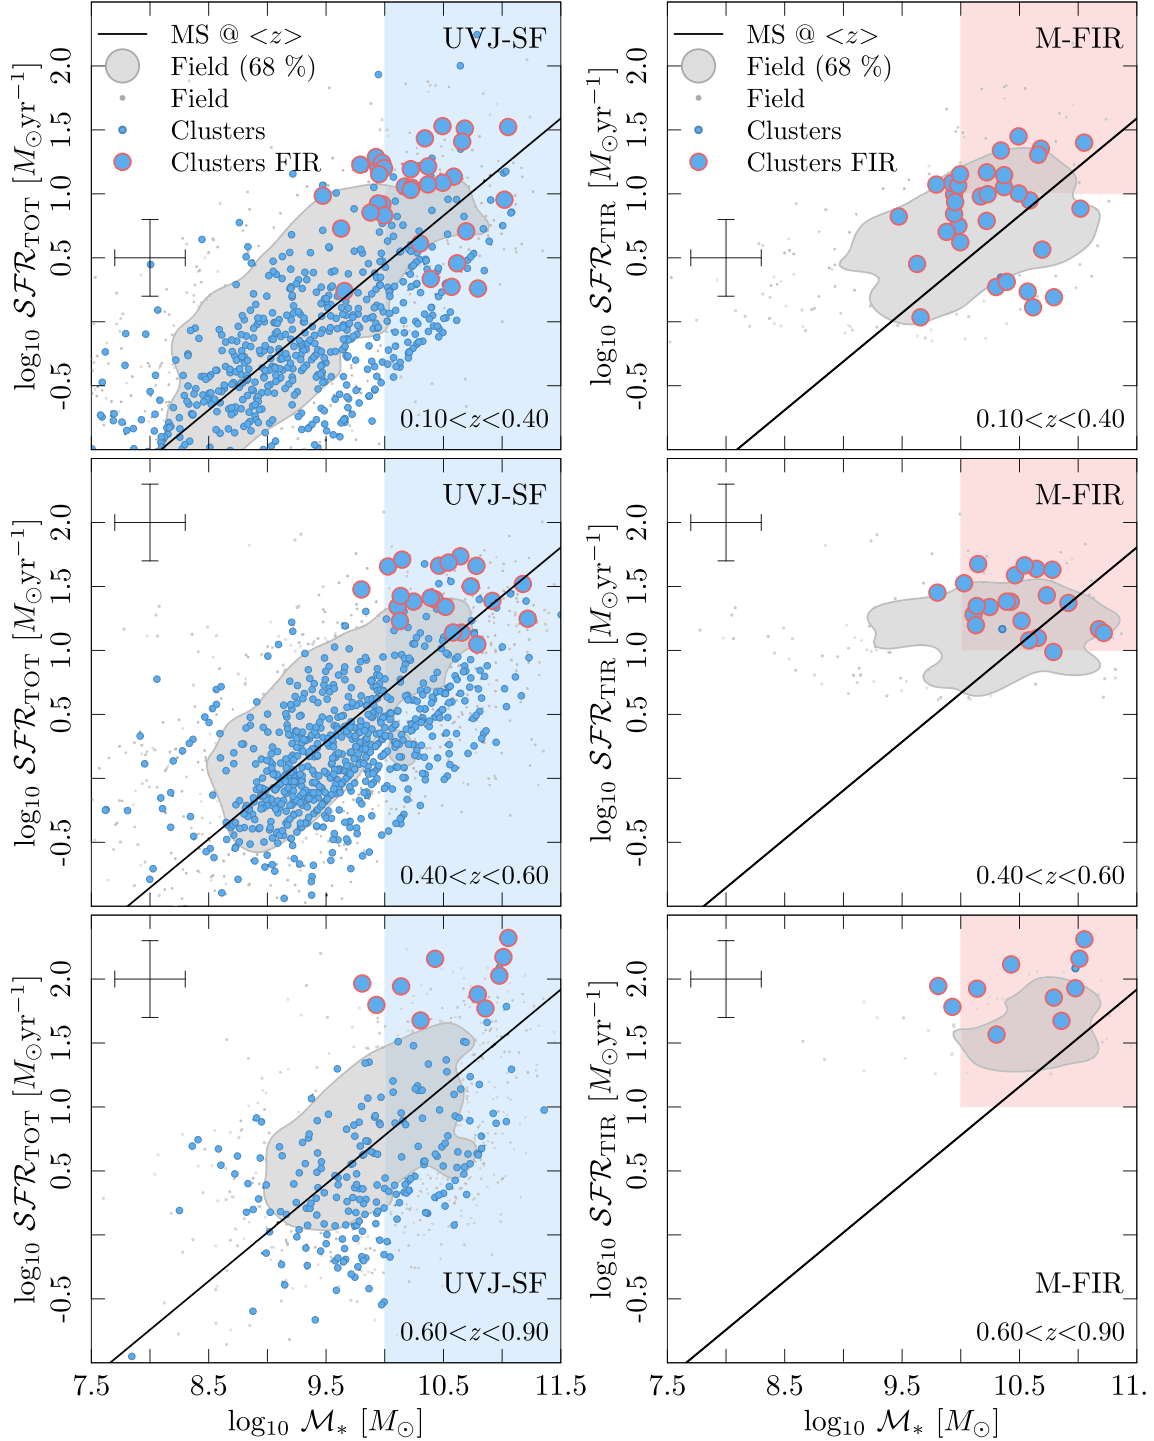 MS @ <z>
Field (68 %)
Field
Clusters
Clusters FIR
UVJ-SF
0.10<z<0.40
log₁₀ 𝒮ℱℛ_TOT [M⊙yr⁻¹]
2.0
1.5
1.0
0.5
-0.5
MS @ <z>
Field (68 %)
Field
Clusters
Clusters FIR
M-FIR
0.10<z<0.40
log₁₀ 𝒮ℱℛ_TIR [M⊙yr⁻¹]
2.0
1.5
1.0
0.5
-0.5
UVJ-SF
0.40<z<0.60
log₁₀ 𝒮ℱℛ_TOT [M⊙yr⁻¹]
2.0
1.5
1.0
0.5
-0.5
M-FIR
0.40<z<0.60
log₁₀ 𝒮ℱℛ_TIR [M⊙yr⁻¹]
2.0
1.5
1.0
0.5
-0.5
UVJ-SF
0.60<z<0.90
log₁₀ 𝒮ℱℛ_TOT [M⊙yr⁻¹]
2.0
1.5
1.0
0.5
-0.5
7.5 8.5 9.5 10.5 11.5
log₁₀ ℳ* [M⊙]
M-FIR
0.60<z<0.90
log₁₀ 𝒮ℱℛ_TIR [M⊙yr⁻¹]
2.0
1.5
1.0
0.5
-0.5
7.5 8.5 9.5 10.5 11.
log₁₀ ℳ* [M⊙]